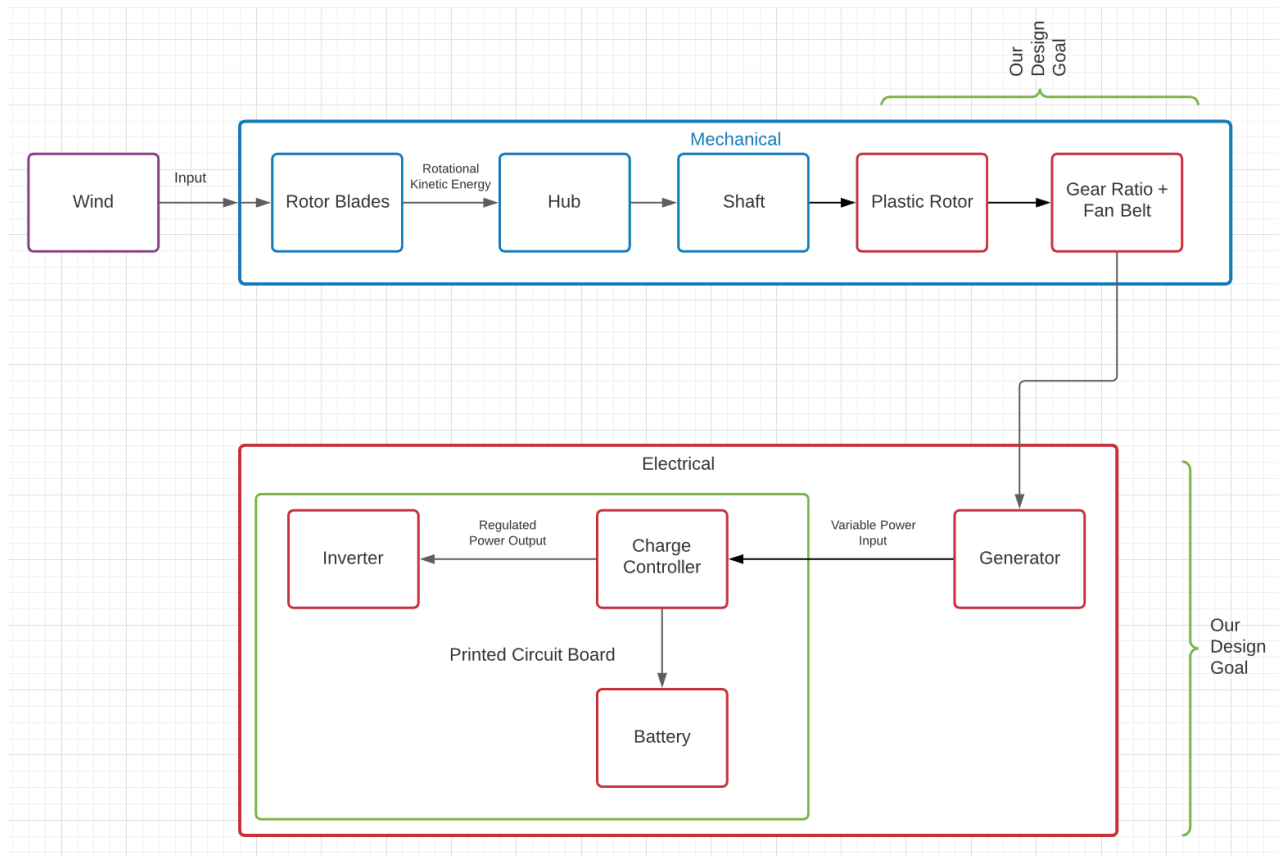 Our
Design
Goal
Mechanical
Wind
Input
Rotor Blades
Rotational
Kinetic Energy
Hub
Shaft
Plastic Rotor
Gear Ratio +
Fan Belt
Electrical
Inverter
Regulated
Power Output
Charge
Controller
Variable Power
Input
Generator
Printed Circuit Board
Battery
Our
Design
Goal